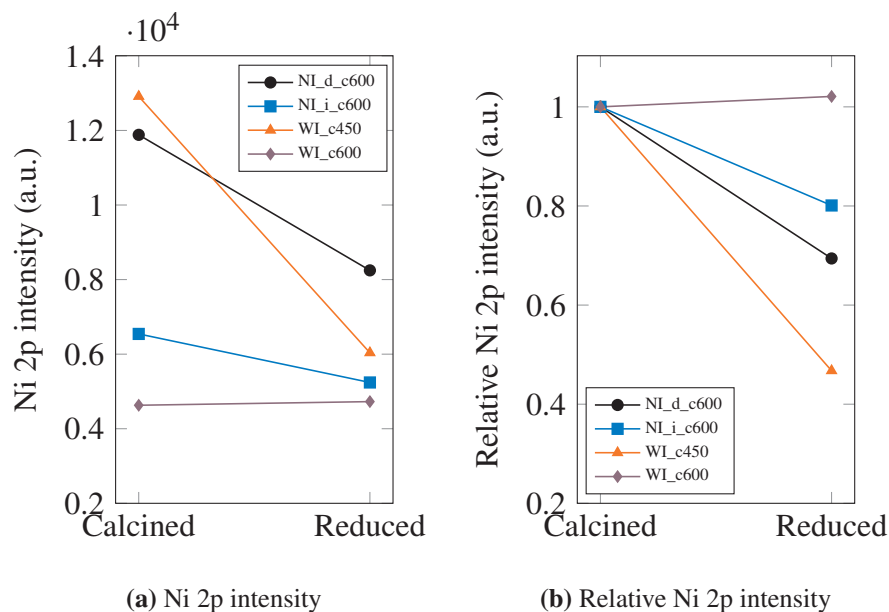 ·10⁴
1.4
1.2
1
0.8
0.6
0.4
0.2
Calcined Reduced
Ni 2p intensity (a.u.)
NI_d_c600
NI_i_c600
WI_c450
WI_c600
(a) Ni 2p intensity
1
0.8
0.6
0.4
0.2
Calcined Reduced
Relative Ni 2p intensity (a.u.)
NI_d_c600
NI_i_c600
WI_c450
WI_c600
(b) Relative Ni 2p intensity